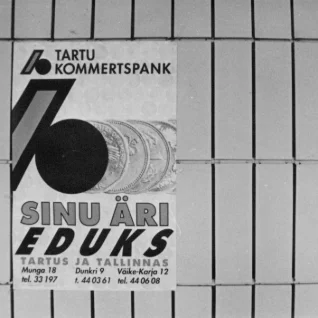 TARTU
KOMMERTSPANK
SINU ÄRI
EDUKS
TARTUS JA TALLINNAS
Munga 18 Dunkri 9 Väike-Karja 12
tel. 33 197 t. 44 03 61 tel. 44 06 08